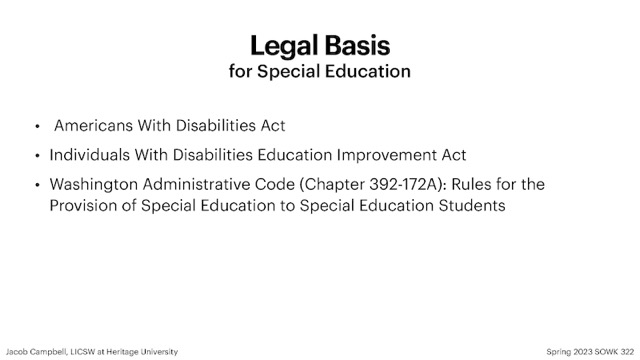 Legal Basis
for Special Education
• Americans With Disabilities Act
• Individuals With Disabilities Education Improvement Act
• Washington Administrative Code (Chapter 392-172A): Rules for the
Provision of Special Education to Special Education Students
Jacob Campbell, LICSW at Heritage University
Spring 2023 SOWK 322